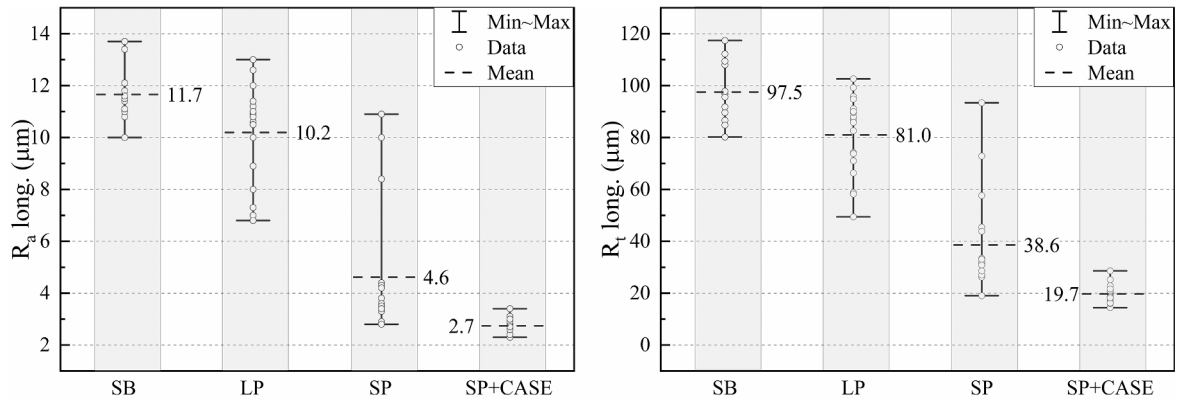 Min~Max
Data
Mean
R_a long. (μm)
14
12
10
8
6
4
2
11.7
10.2
4.6
2.7
SB LP SP SP+CASE
Min~Max
Data
Mean
R_t long. (μm)
120
100
80
60
40
20
0
97.5
81.0
38.6
19.7
SB LP SP SP+CASE